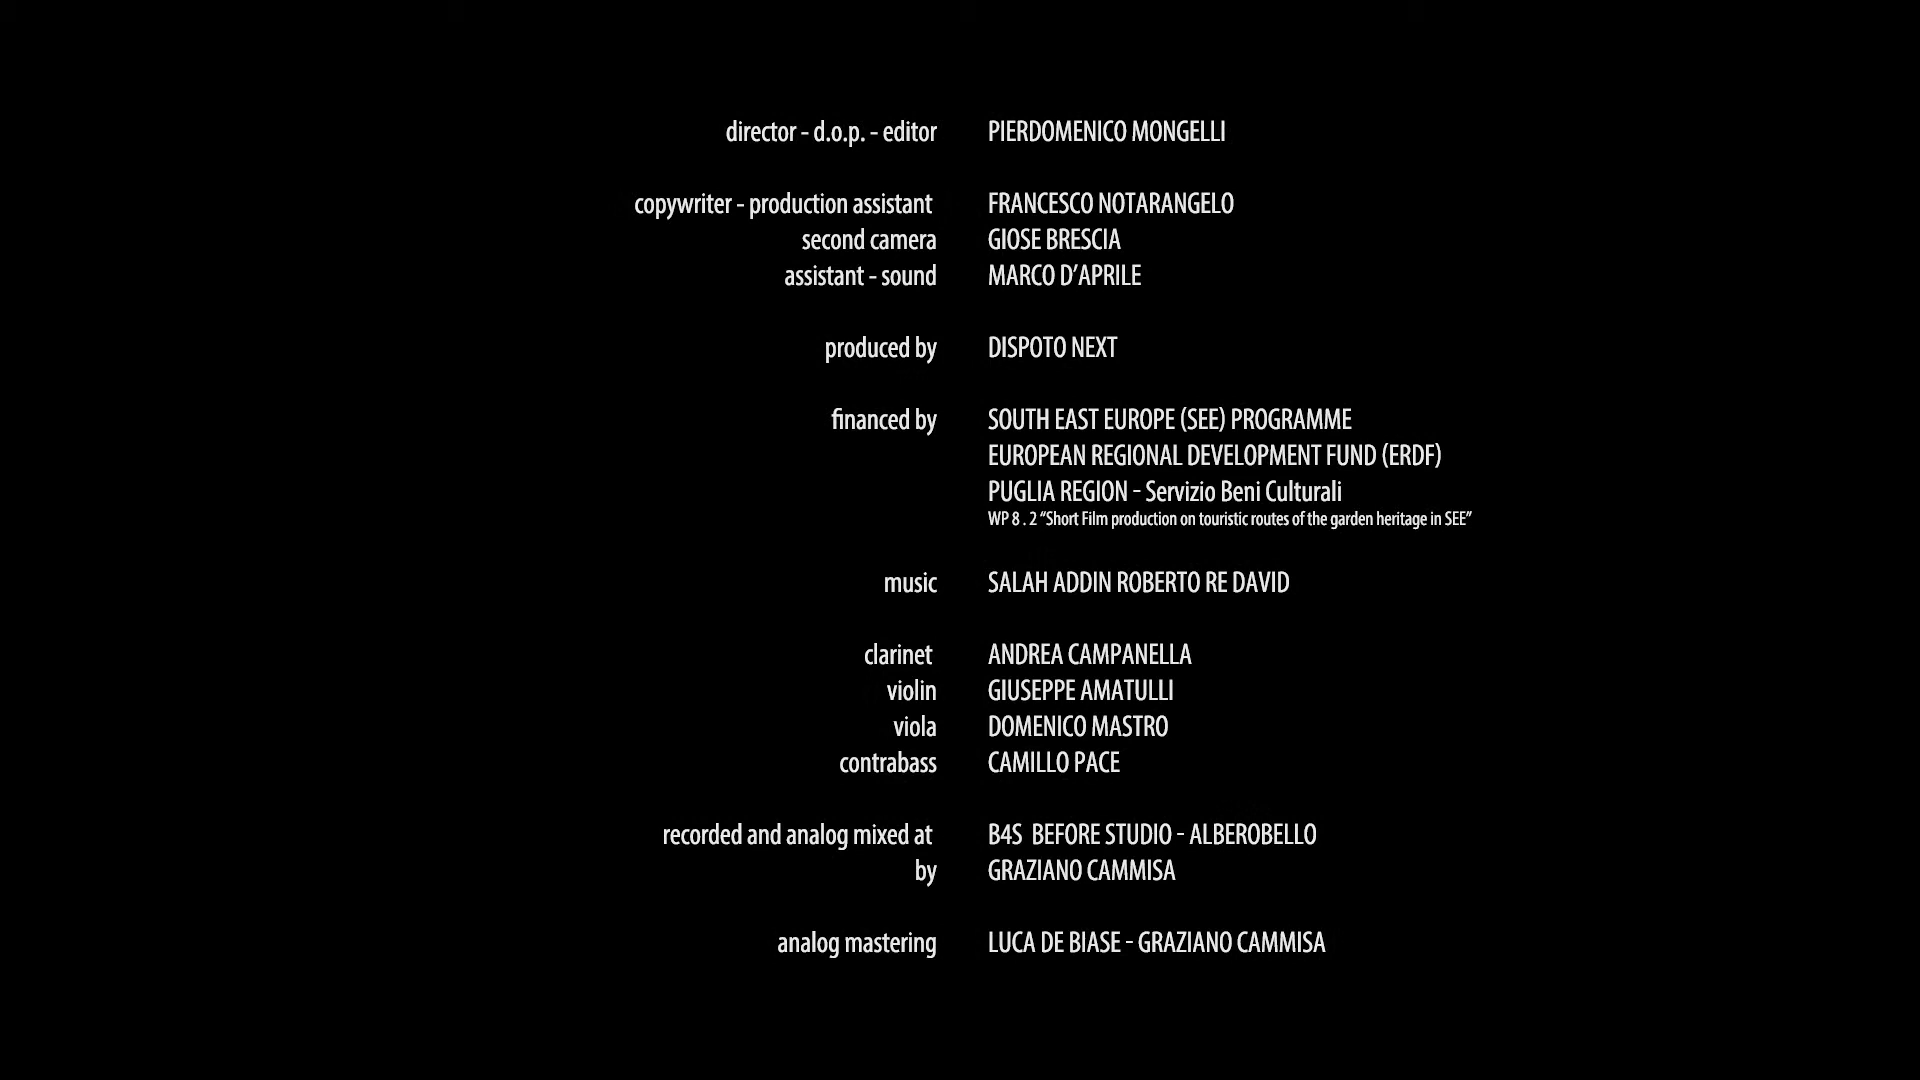 director - d.o.p. - editor PIERDOMENICO MONGELLI
copywriter - production assistant FRANCESCO NOTARANGELO
second camera GIOSE BRESCIA
assistant - sound MARCO D’APRILE
produced by DISPOTO NEXT
financed by SOUTH EAST EUROPE (SEE) PROGRAMME
EUROPEAN REGIONAL DEVELOPMENT FUND (ERDF)
PUGLIA REGION - Servizio Beni Culturali
WP 8 . 2 “Short Film production on touristic routes of the garden heritage in SEE”
music SALAH ADDIN ROBERTO RE DAVID
clarinet ANDREA CAMPANELLA
violin GIUSEPPE AMATULLI
viola DOMENICO MASTRO
contrabass CAMILLO PACE
recorded and analog mixed at B4S BEFORE STUDIO - ALBEROBELLO
by GRAZIANO CAMMISA
analog mastering LUCA DE BIASE - GRAZIANO CAMMISA